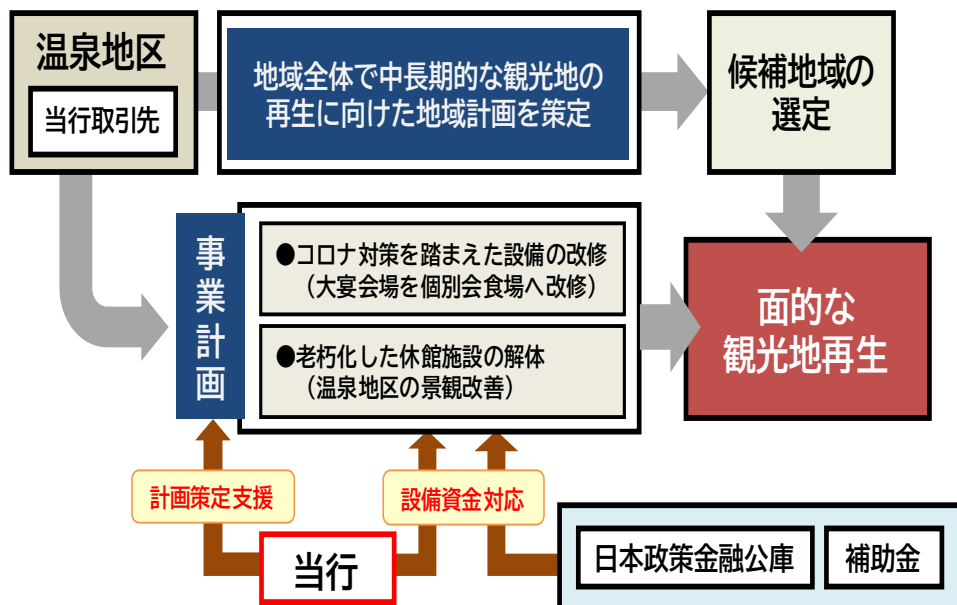 温泉地区
当行取引先
地域全体で中長期的な観光地の
再生に向けた地域計画を策定
候補地域の
選定
事業計画
●コロナ対策を踏まえた設備の改修
（大宴会場を個別会食場へ改修）
●老朽化した休館施設の解体
（温泉地区の景観改善）
面的な
観光地再生
計画策定支援
設備資金対応
当行
日本政策金融公庫
補助金